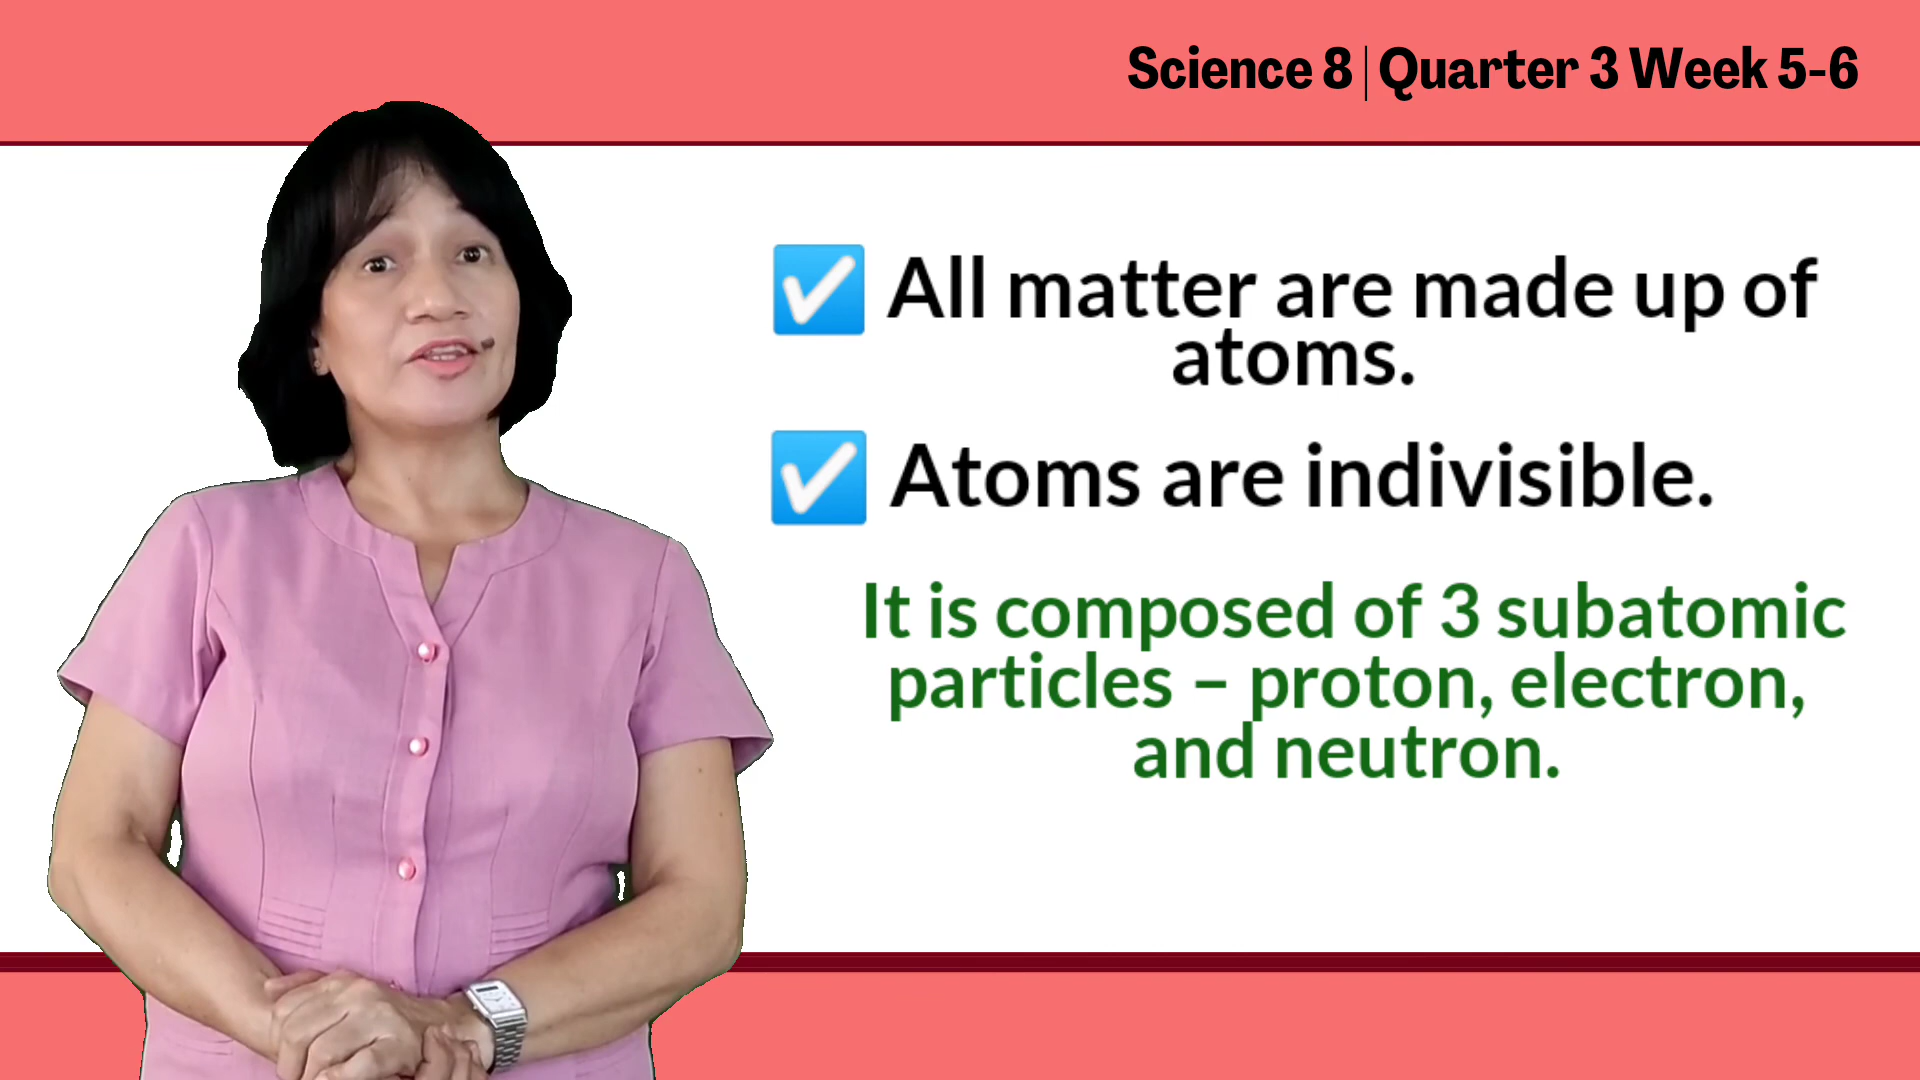 Science 8 | Quarter 3 Week 5-6
✅ All matter are made up of
atoms.
✅ Atoms are indivisible.
It is composed of 3 subatomic
particles – proton, electron,
and neutron.